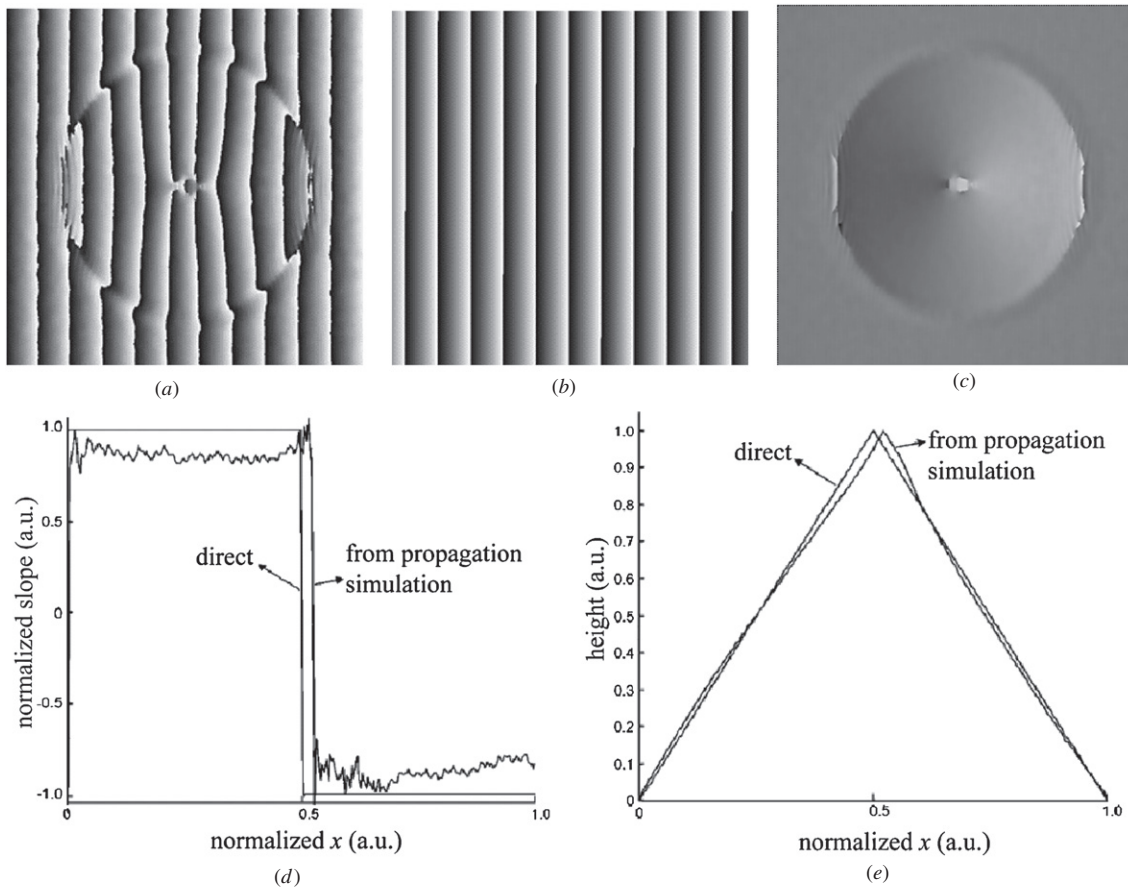 (a)
(b)
(c)
1.0
0.5
0
-0.5
-1.0
normalized slope (a.u.)
direct
from propagation
simulation
0
0.5
1.0
normalized x (a.u.)
(d)
1.0
0.9
0.8
0.7
0.6
0.5
0.4
0.3
0.2
0.1
0
height (a.u.)
direct
from propagation
simulation
0
0.5
1.0
normalized x (a.u.)
(e)